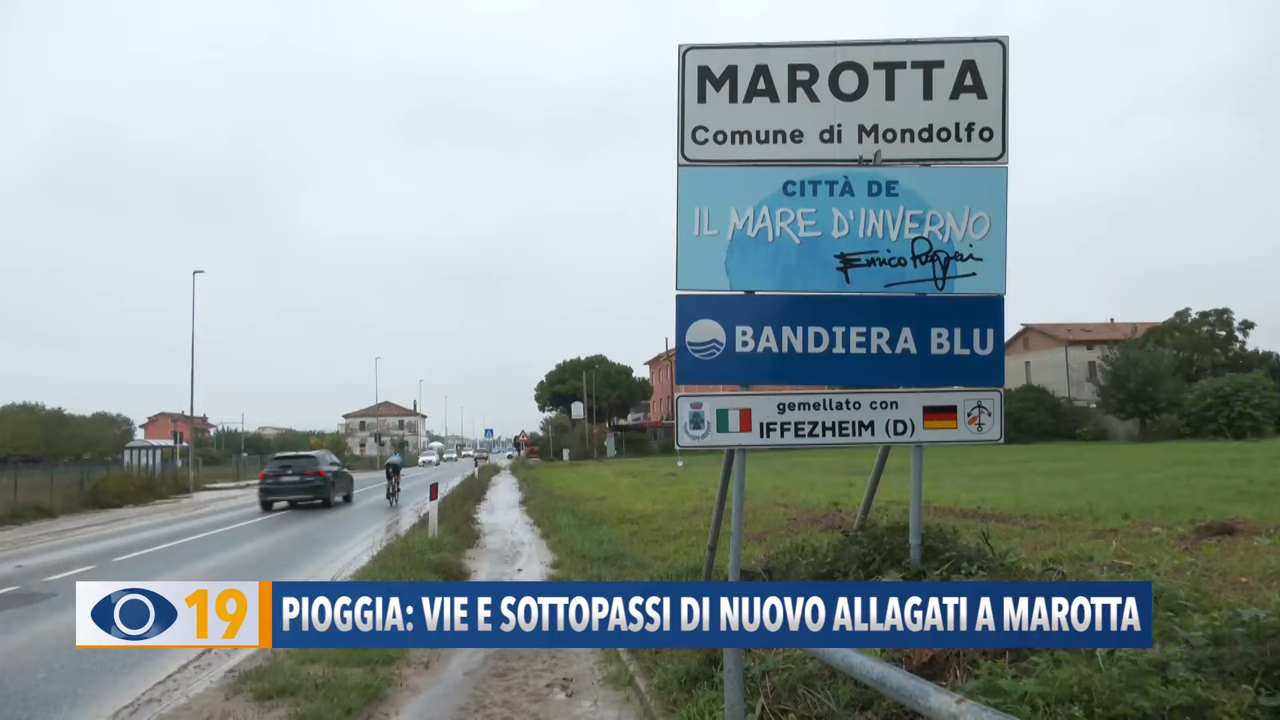 MAROTTA
Comune di Mondolfo
CITTÀ DE
IL MARE D'INVERNO
Enrico Ruggeri
BANDIERA BLU
gemellato con
IFFEZHEIM (D)
19 PIOGGIA: VIE E SOTTOPASSI DI NUOVO ALLAGATI A MAROTTA